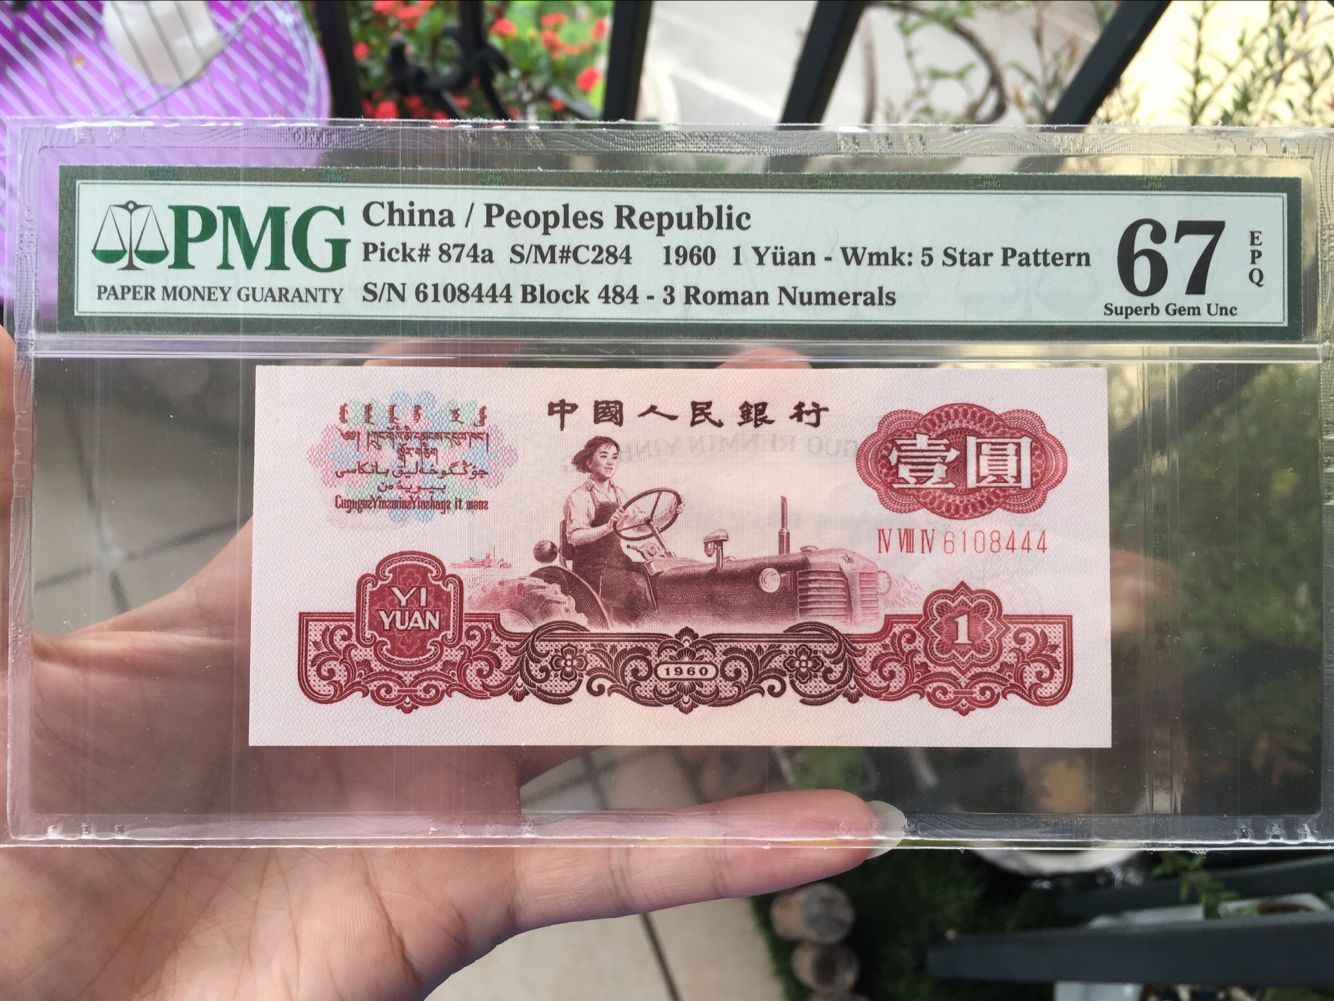 PMG
PAPER MONEY GUARANTY
China / Peoples Republic
Pick# 874a S/M#C284 1960 1 Yüan - Wmk: 5 Star Pattern
S/N 6108444 Block 484 - 3 Roman Numerals
67
EPQ
Superb Gem Unc
中國人民銀行
壹圓
IV VIII IV 6108444
YI
YUAN
1960
1